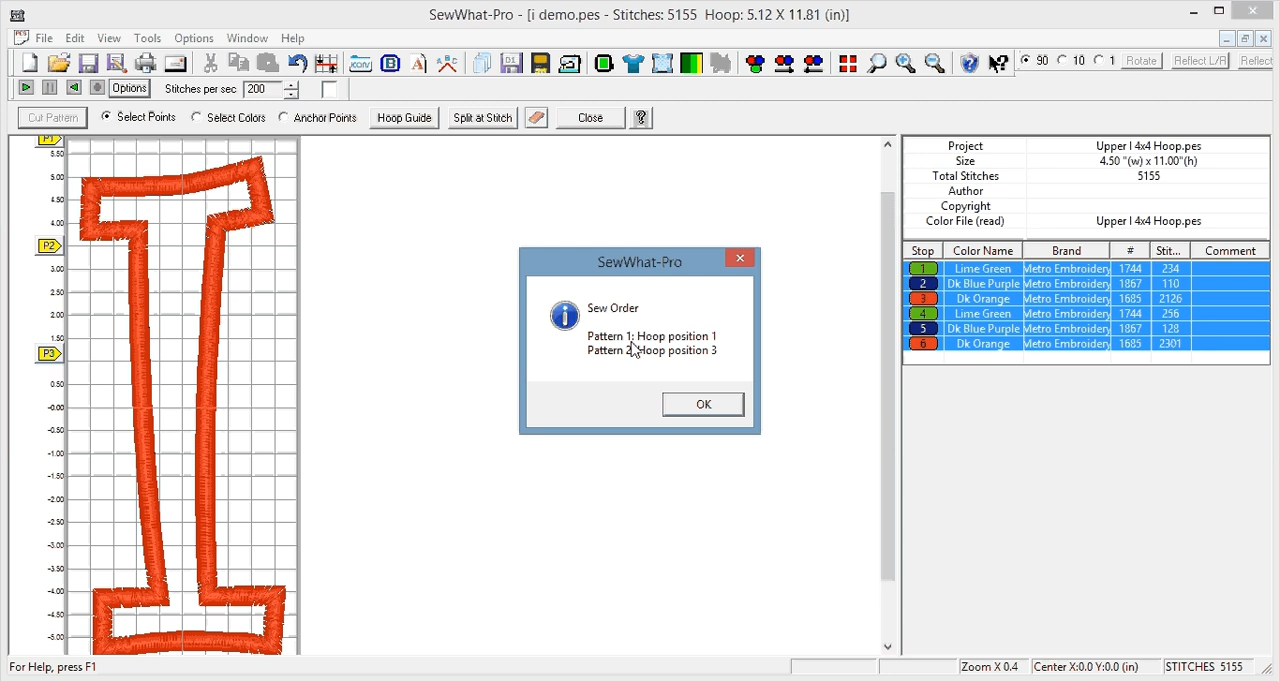 SewWhat-Pro - [i demo.pes - Stitches: 5155  Hoop: 5.12 X 11.81 (in)]
File Edit View Tools Options Window Help
90 10 1 Rotate Reflect L/R Reflect
Options Stitches per sec 200
Cut Pattern Select Points Select Colors Anchor Points Hoop Guide Split at Stitch Close
P1
5.50
5.00
4.50
4.00
P2
3.00
2.50
2.00
1.50
P3
0.50
-0.00
-0.50
-1.00
-1.50
-2.00
-2.50
-3.00
-3.50
-4.00
-4.50
-5.00
SewWhat-Pro
Sew Order
Pattern 1: Hoop position 1
Pattern 2 Hoop position 3
OK
Project Upper I 4x4 Hoop.pes
Size 4.50 "(w) x 11.00"(h)
Total Stitches 5155
Author
Copyright
Color File (read) Upper I 4x4 Hoop.pes
Stop Color Name Brand # Stit... Comment
1 Lime Green Metro Embroidery 1744 234
2 Dk Blue Purple Metro Embroidery 1867 110
3 Dk Orange Metro Embroidery 1685 2126
4 Lime Green Metro Embroidery 1744 256
5 Dk Blue Purple Metro Embroidery 1867 128
6 Dk Orange Metro Embroidery 1685 2301
For Help, press F1 Zoom X 0.4 Center X:0.0 Y:0.0 (in) STITCHES 5155